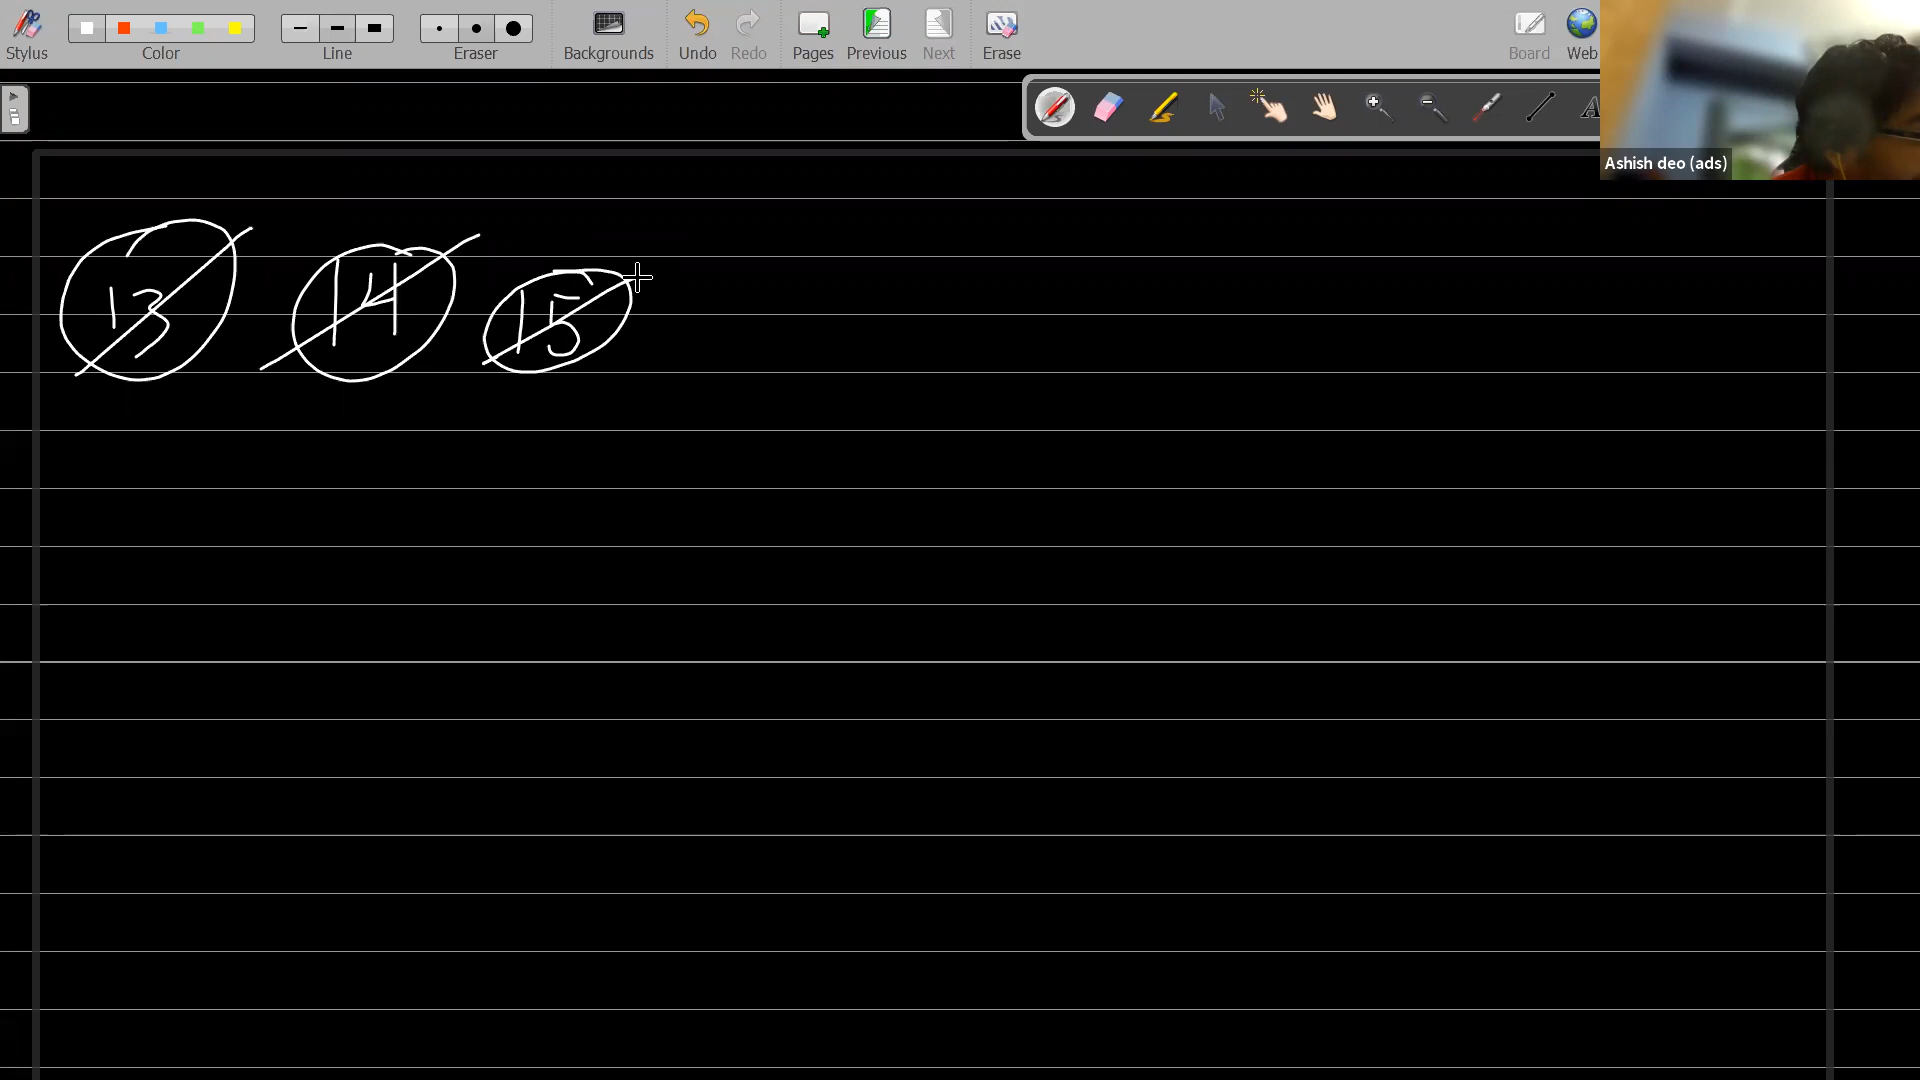 Stylus Color Line Eraser Backgrounds Undo Redo Pages Previous Next Erase Board Web
A
Ashish deo (ads)
13 14 15